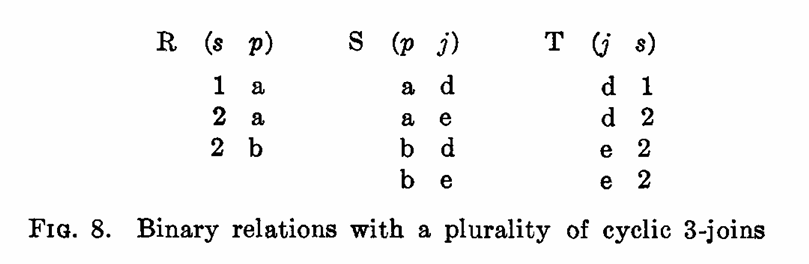 R (s p) S (p j) T (j s)
1 a a d d 1
2 a a e d 2
2 b b d e 2
b e e 2
FIG. 8. Binary relations with a plurality of cyclic 3-joins